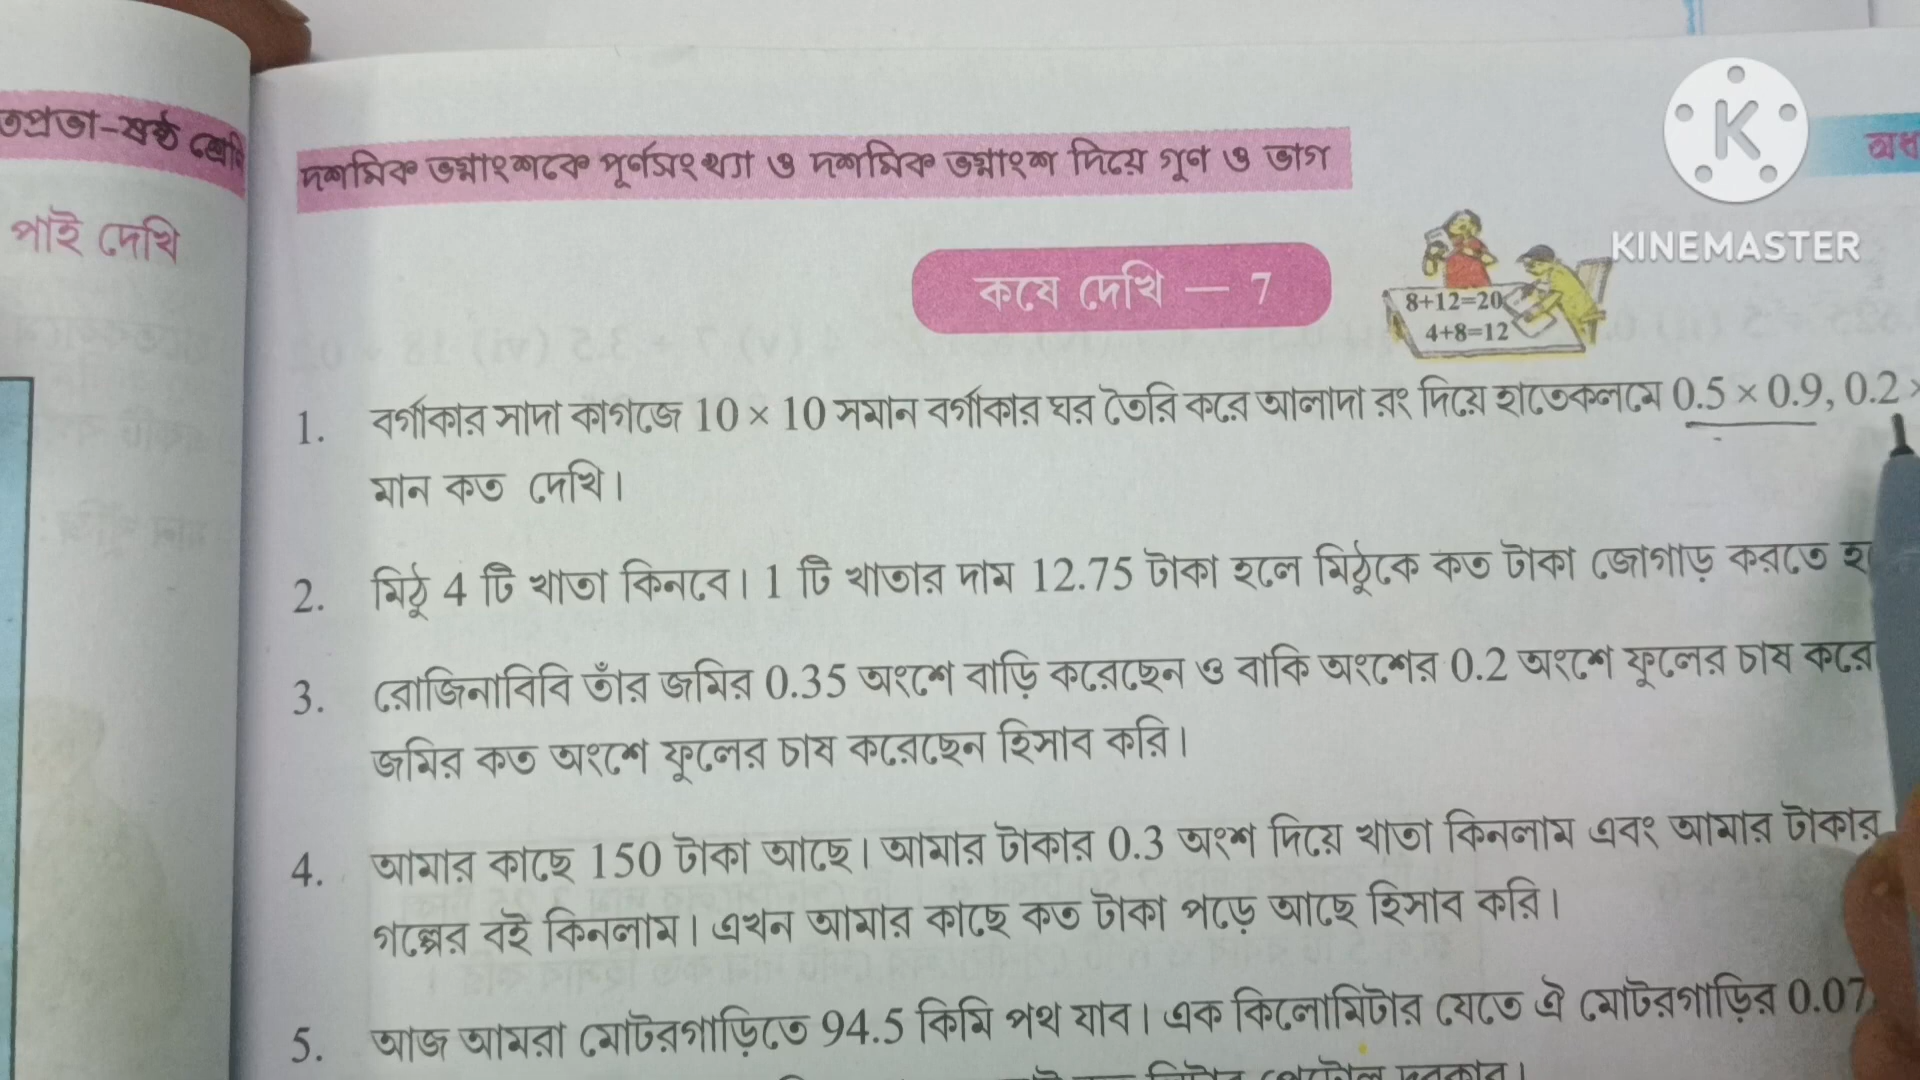 তপ্রভা-ষষ্ঠ শ্রেণি
পাই দেখি
দশমিক ভগ্নাংশকে পূর্ণসংখ্যা ও দশমিক ভগ্নাংশ দিয়ে গুণ ও ভাগ
KINEMASTER
কষে দেখি — 7
8+12=20
4+8=12
1. বর্গাকার সাদা কাগজে 10 × 10 সমান বর্গাকার ঘর তৈরি করে আলাদা রং দিয়ে হাতেকলমে 0.5 × 0.9, 0.2 ×
মান কত দেখি।
2. মিঠু 4 টি খাতা কিনবে। 1 টি খাতার দাম 12.75 টাকা হলে মিঠুকে কত টাকা জোগাড় করতে
3. রোজিনাবিবি তাঁর জমির 0.35 অংশে বাড়ি করেছেন ও বাকি অংশের 0.2 অংশে ফুলের চাষ করে
জমির কত অংশে ফুলের চাষ করেছেন হিসাব করি।
4. আমার কাছে 150 টাকা আছে। আমার টাকার 0.3 অংশ দিয়ে খাতা কিনলাম এবং আমার টাকার
গল্পের বই কিনলাম। এখন আমার কাছে কত টাকা পড়ে আছে হিসাব করি।
5. আজ আমরা মোটরগাড়িতে 94.5 কিমি পথ যাব। এক কিলোমিটার যেতে ঐ মোটরগাড়ির 0.07
লিটার পেট্রোল দরকার।